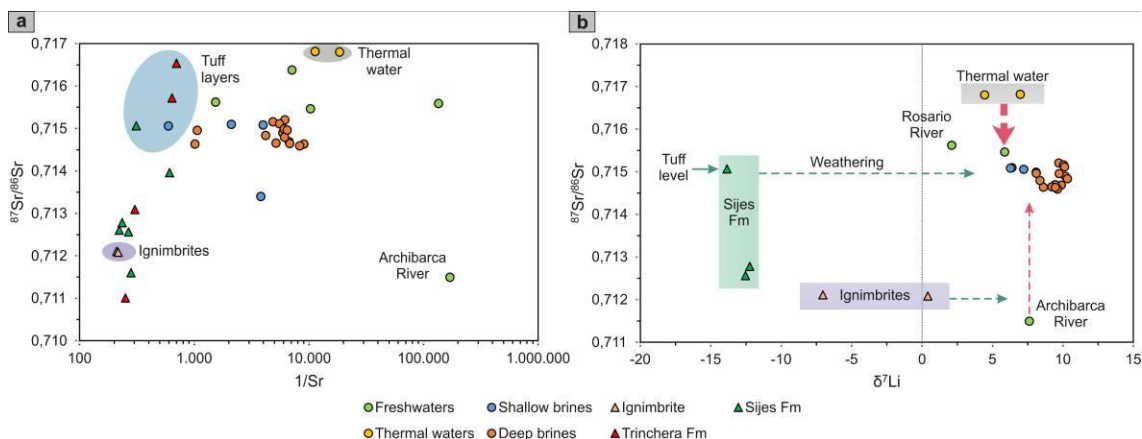 a
0,717
0,716
0,715
0,714
0,713
0,712
0,711
0,710
⁸⁷Sr/⁸⁶Sr
100
1.000
10.000
100.000
1.000.000
1/Sr
Tuff
layers
Thermal
water
Ignimbrites
Archibarca
River
b
0,718
0,717
0,716
0,715
0,714
0,713
0,712
0,711
⁸⁷Sr/⁸⁶Sr
-20
-15
-10
-5
0
5
10
15
δ⁷Li
Thermal water
Rosario
River
Tuff
level
Weathering
Sijes
Fm
Ignimbrites
Archibarca
River
Freshwaters
Shallow brines
Ignimbrite
Sijes Fm
Thermal waters
Deep brines
Trinchera Fm